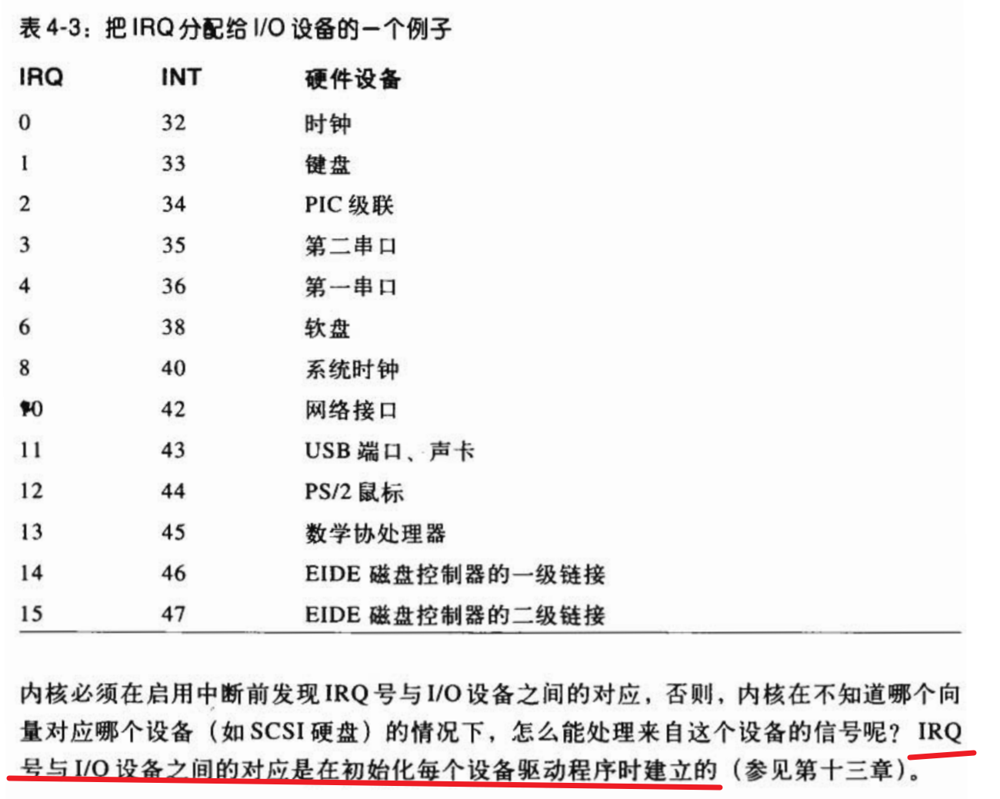 表 4-3：把 IRQ 分配给 I/O 设备的一个例子
IRQ INT 硬件设备
0 32 时钟
1 33 键盘
2 34 PIC 级联
3 35 第二串口
4 36 第一串口
6 38 软盘
8 40 系统时钟
10 42 网络接口
11 43 USB 端口、声卡
12 44 PS/2 鼠标
13 45 数学协处理器
14 46 EIDE 磁盘控制器的一级链接
15 47 EIDE 磁盘控制器的二级链接
内核必须在启用中断前发现 IRQ 号与 I/O 设备之间的对应，否则，内核在不知道哪个向
量对应哪个设备（如 SCSI 硬盘）的情况下，怎么能处理来自这个设备的信号呢？IRQ
号与 I/O 设备之间的对应是在初始化每个设备驱动程序时建立的（参见第十三章）。